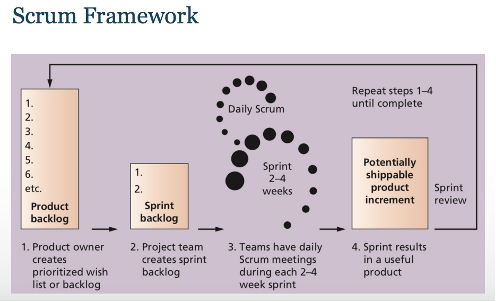 Scrum Framework
1.
2.
3.
4.
5.
6.
etc.
Product
backlog
1.
2.
Sprint
backlog
Daily Scrum
Sprint
2–4
weeks
Repeat steps 1–4
until complete
Potentially
shippable
product
increment
Sprint
review
1. Product owner
creates
prioritized wish
list or backlog
2. Project team
creates sprint
backlog
3. Teams have daily
Scrum meetings
during each 2–4
week sprint
4. Sprint results
in a useful
product